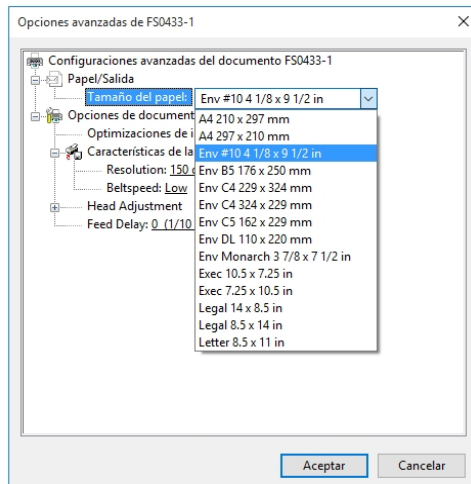 Opciones avanzadas de FS0433-1
Configuraciones avanzadas del documento FS0433-1
Papel/Salida
Tamaño del papel: Env #10 4 1/8 x 9 1/2 in
A4 210 x 297 mm
Opciones de document
A4 297 x 210 mm
Optimizaciones de i
Env #10 4 1/8 x 9 1/2 in
Características de la
Env B5 176 x 250 mm
Resolution: 150
Env C4 229 x 324 mm
Beltspeed: Low
Env C4 324 x 229 mm
Head Adjustment
Env C5 162 x 229 mm
Feed Delay: 0 (1/10
Env DL 110 x 220 mm
Env Monarch 3 7/8 x 7 1/2 in
Exec 10.5 x 7.25 in
Exec 7.25 x 10.5 in
Legal 14 x 8.5 in
Legal 8.5 x 14 in
Letter 8.5 x 11 in
Aceptar Cancelar